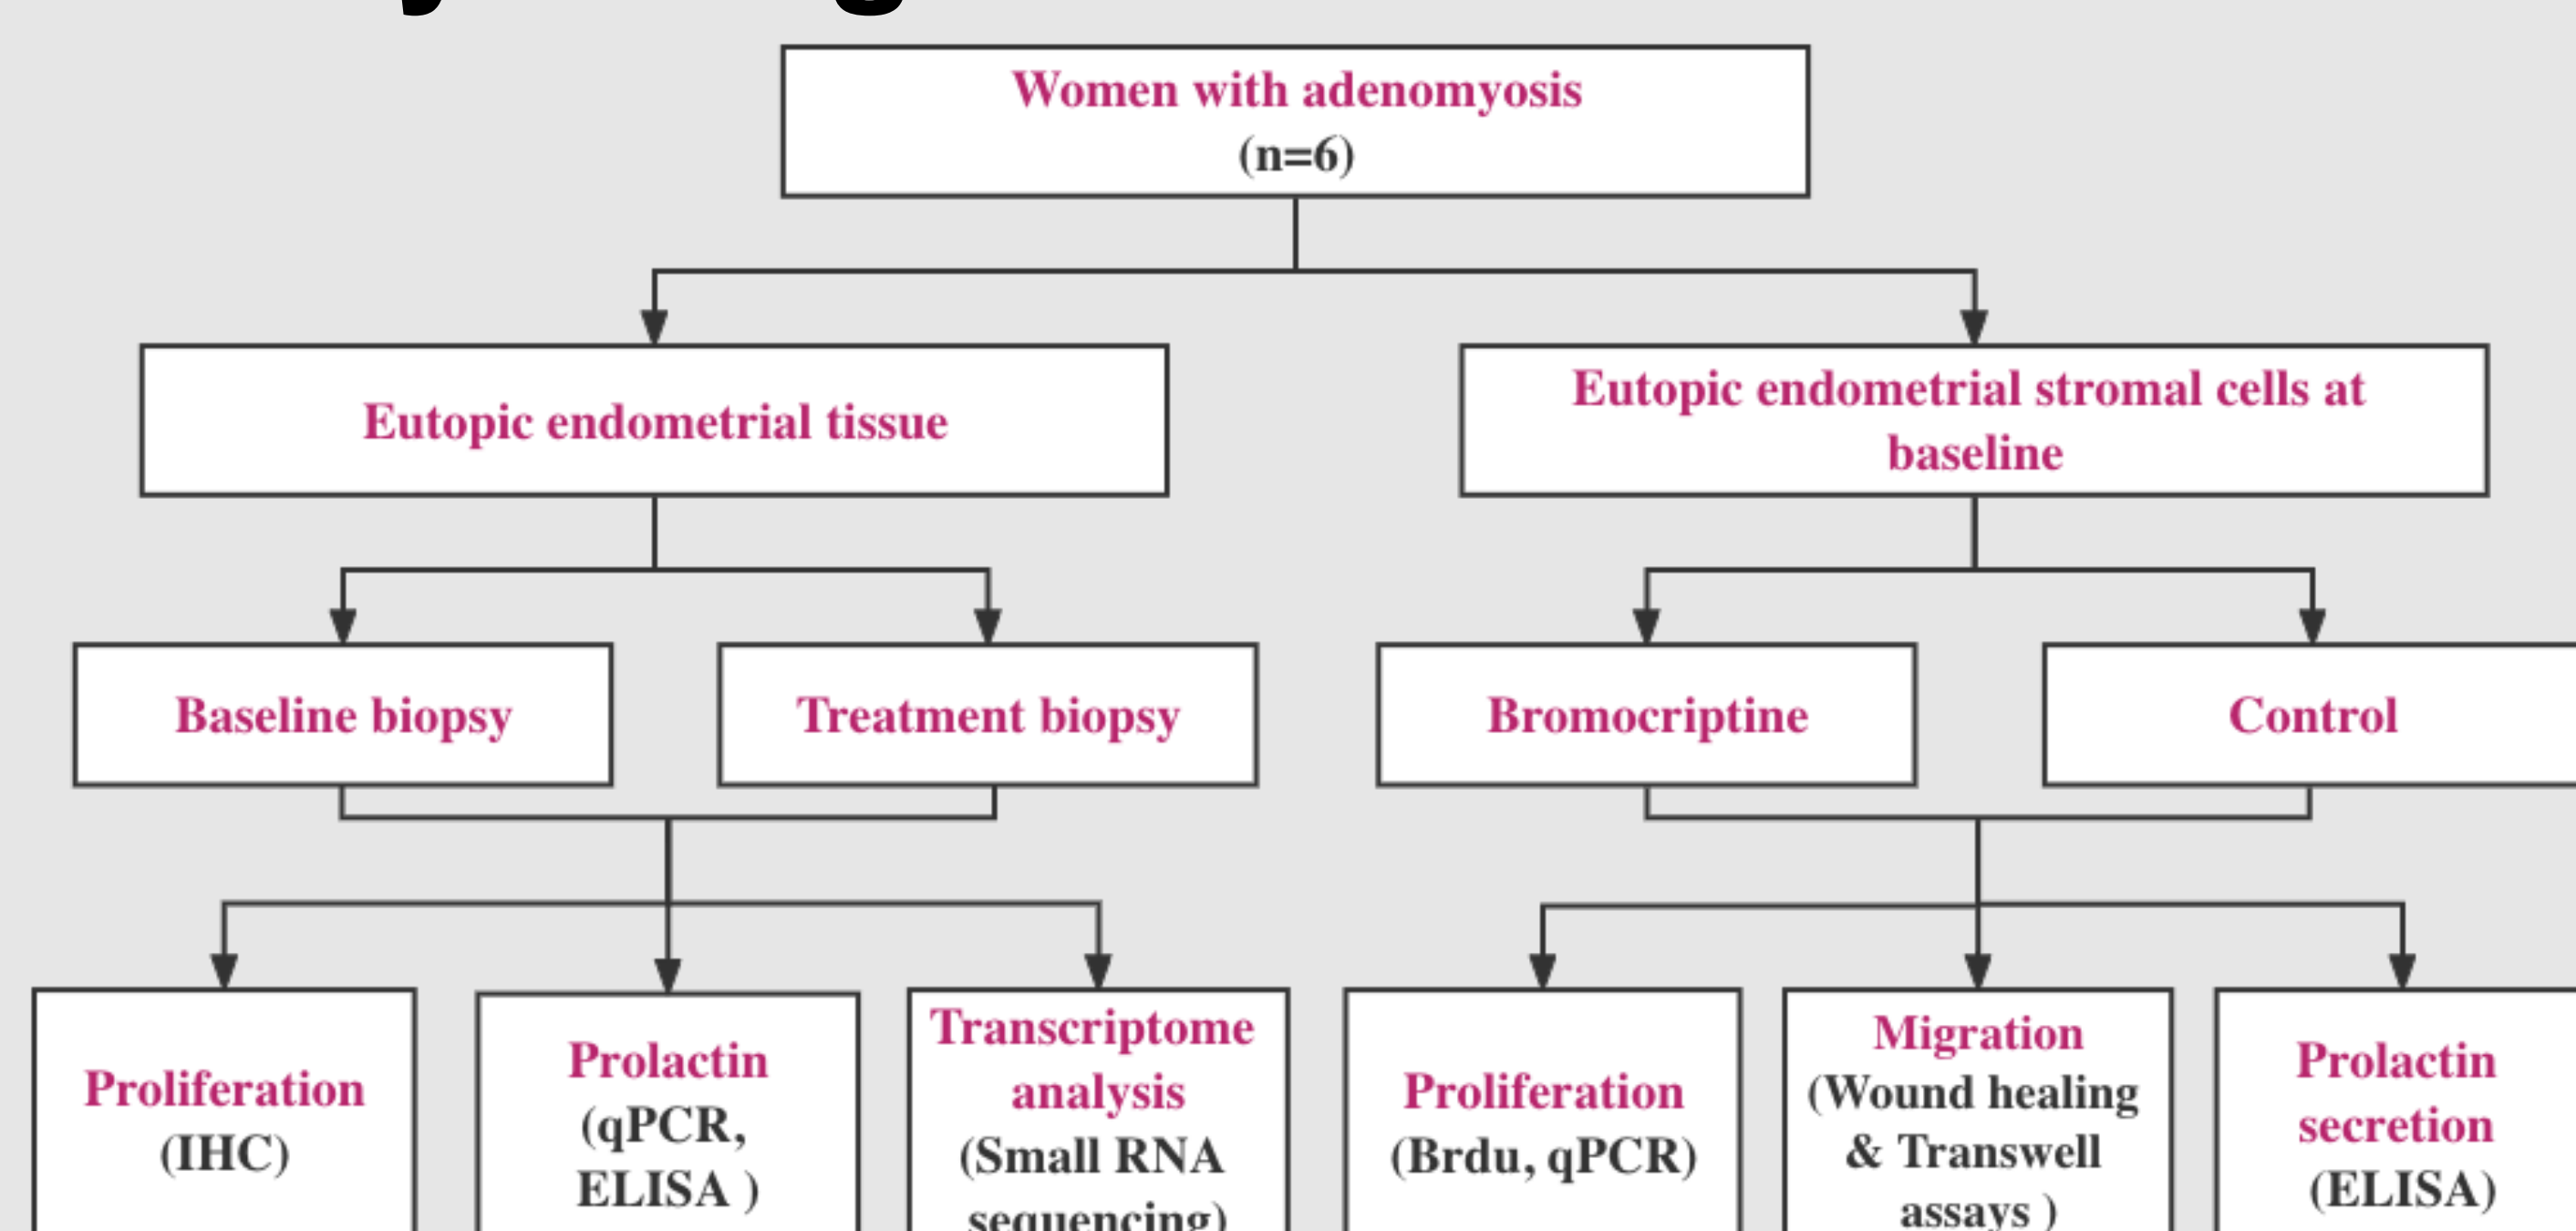 Women with adenomyosis
(n=6)
Eutopic endometrial tissue
Eutopic endometrial stromal cells at
baseline
Baseline biopsy
Treatment biopsy
Bromocriptine
Control
Proliferation
(IHC)
Prolactin
(qPCR,
ELISA )
Transcriptome
analysis
(Small RNA
sequencing)
Proliferation
(Brdu, qPCR)
Migration
(Wound healing
& Transwell
assays )
Prolactin
secretion
(ELISA)